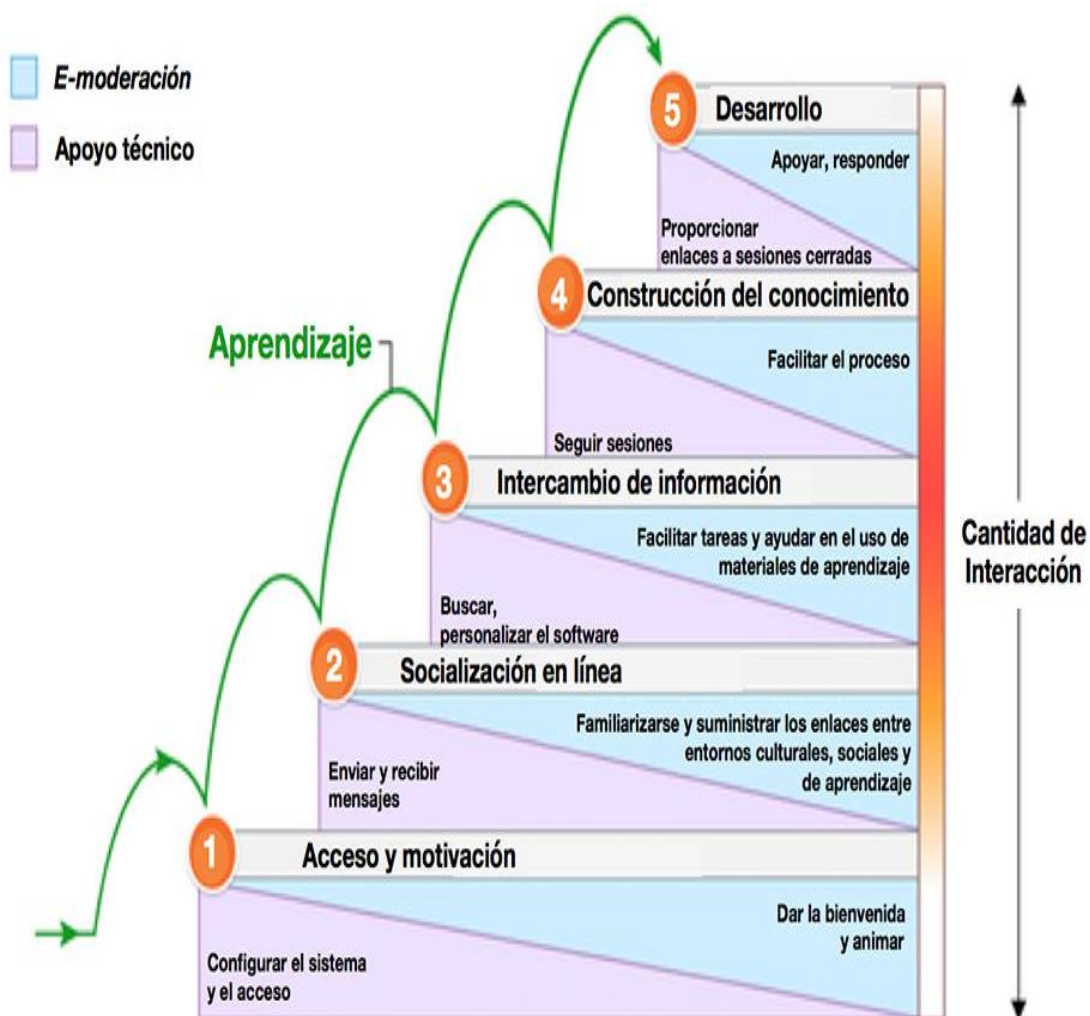 E-moderación
Apoyo técnico
5
Desarrollo
Apoyar, responder
Proporcionar
enlaces a sesiones cerradas
4
Construcción del conocimiento
Facilitar el proceso
Seguir sesiones
Aprendizaje
3
Intercambio de información
Facilitar tareas y ayudar en el uso de
materiales de aprendizaje
Buscar,
personalizar el software
2
Socialización en línea
Familiarizarse y suministrar los enlaces entre
entornos culturales, sociales y
de aprendizaje
Enviar y recibir
mensajes
1
Acceso y motivación
Dar la bienvenida
y animar
Configurar el sistema
y el acceso
Cantidad de
Interacción